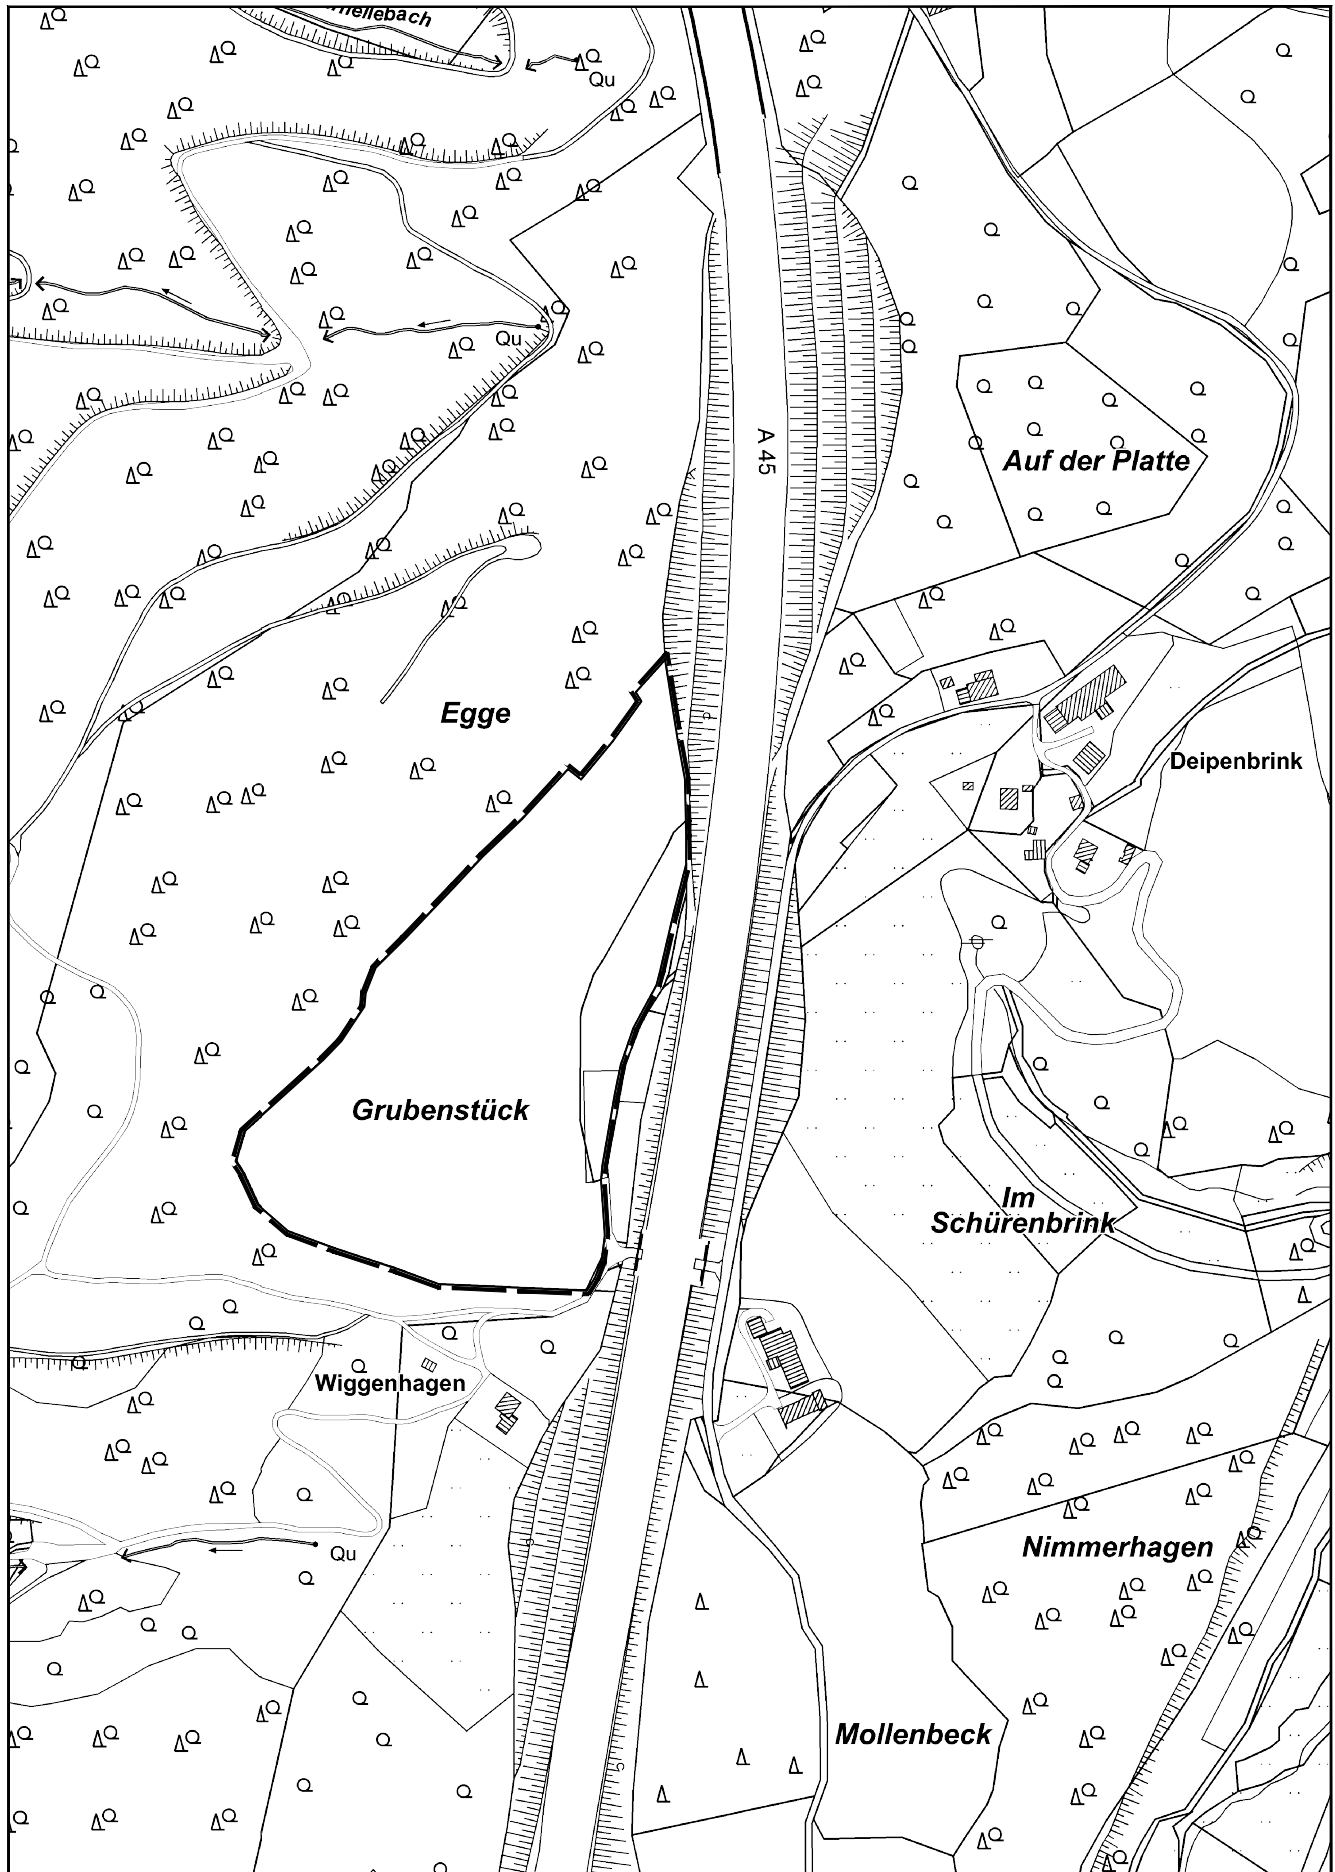 Qu
Qu
A 45
Auf der Platte
Egge
Deipenbrink
Grubenstück
Im
Schürenbrink
Wiggenhagen
Qu
Nimmerhagen
Mollenbeck